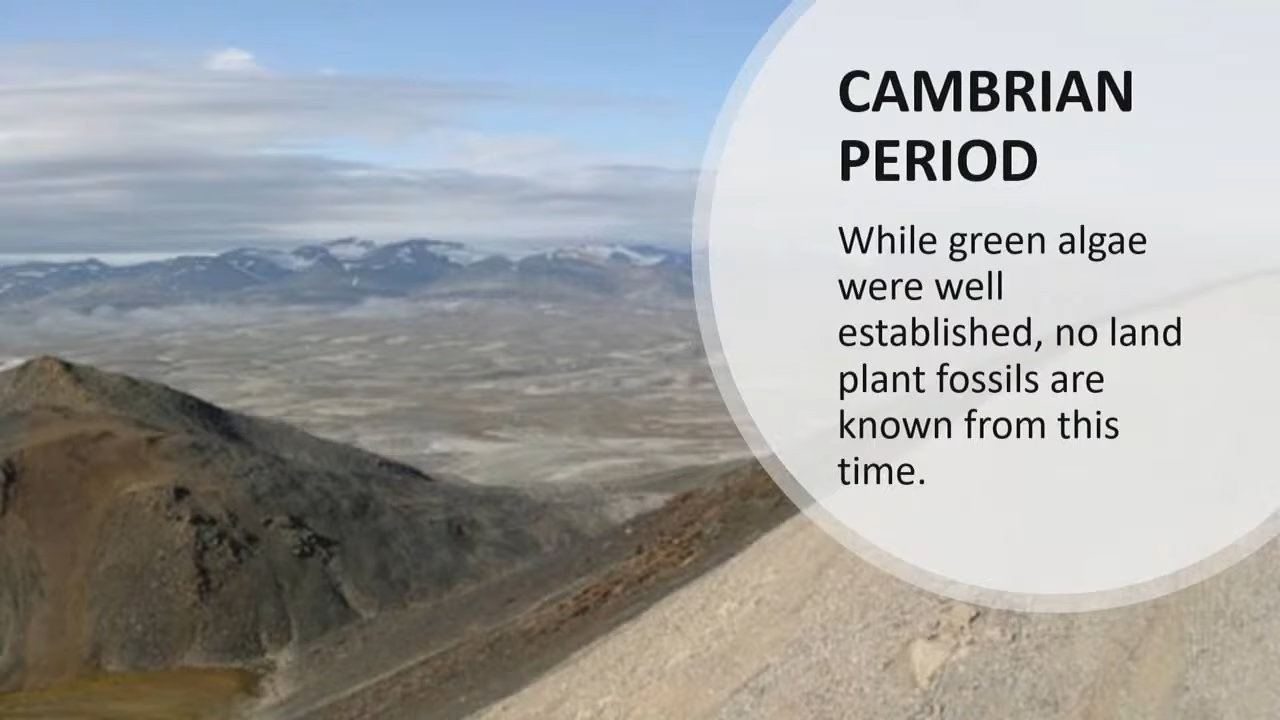 CAMBRIAN
PERIOD
While green algae
were well
established, no land
plant fossils are
known from this
time.